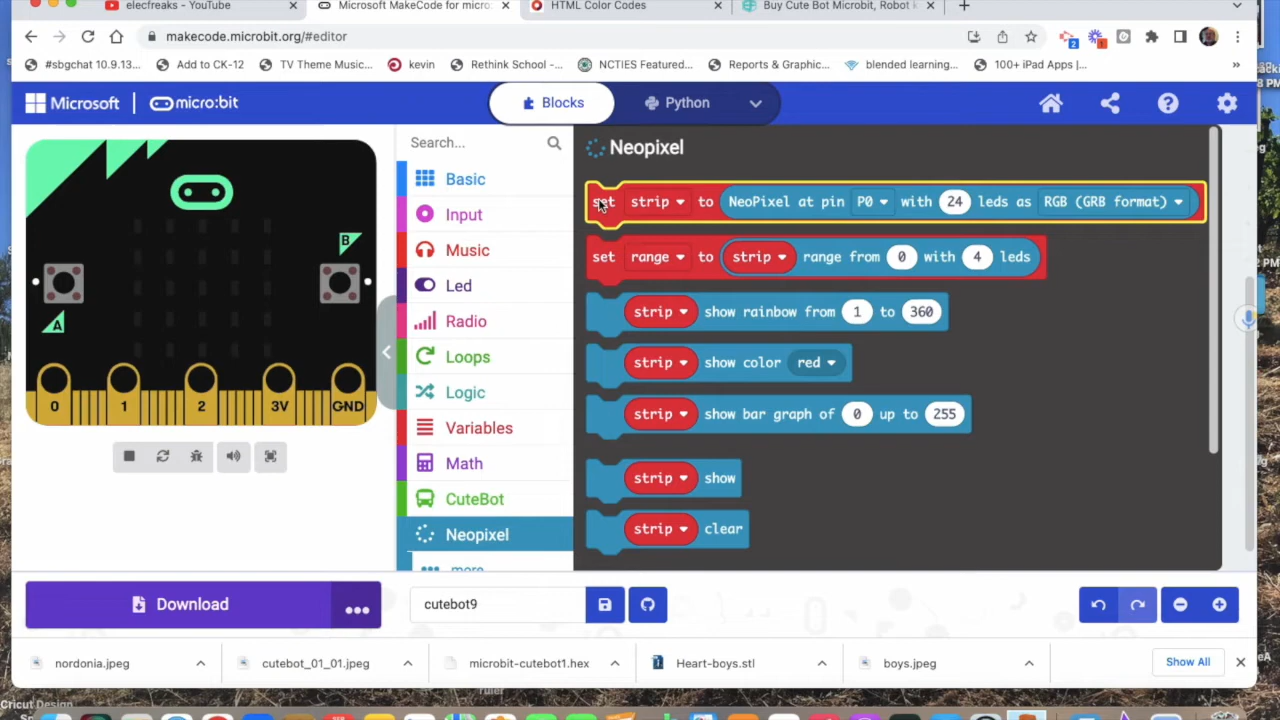 elecfreaks - YouTube
Microsoft MakeCode for micro:
HTML Color Codes
Buy Cute Bot Microbit, Robot k
makecode.microbit.org/#editor
2
1
#sbgchat 10.9.13...
Add to CK-12
TV Theme Music...
kevin
Rethink School -...
NCTIES Featured...
Reports & Graphic...
blended learning...
100+ iPad Apps |...
Microsoft
micro:bit
Blocks
Python
A
B
0
1
2
3V
GND
Search...
Basic
Input
Music
Led
Radio
Loops
Logic
Variables
Math
CuteBot
Neopixel
more
Neopixel
set strip to NeoPixel at pin P0 with 24 leds as RGB (GRB format)
set range to strip range from 0 with 4 leds
strip show rainbow from 1 to 360
strip show color red
strip show bar graph of 0 up to 255
strip show
strip clear
Download
cutebot9
nordonia.jpeg
cutebot_01_01.jpeg
microbit-cutebot1.hex
Heart-boys.stl
boys.jpeg
Show All
ruler
Cricut Design